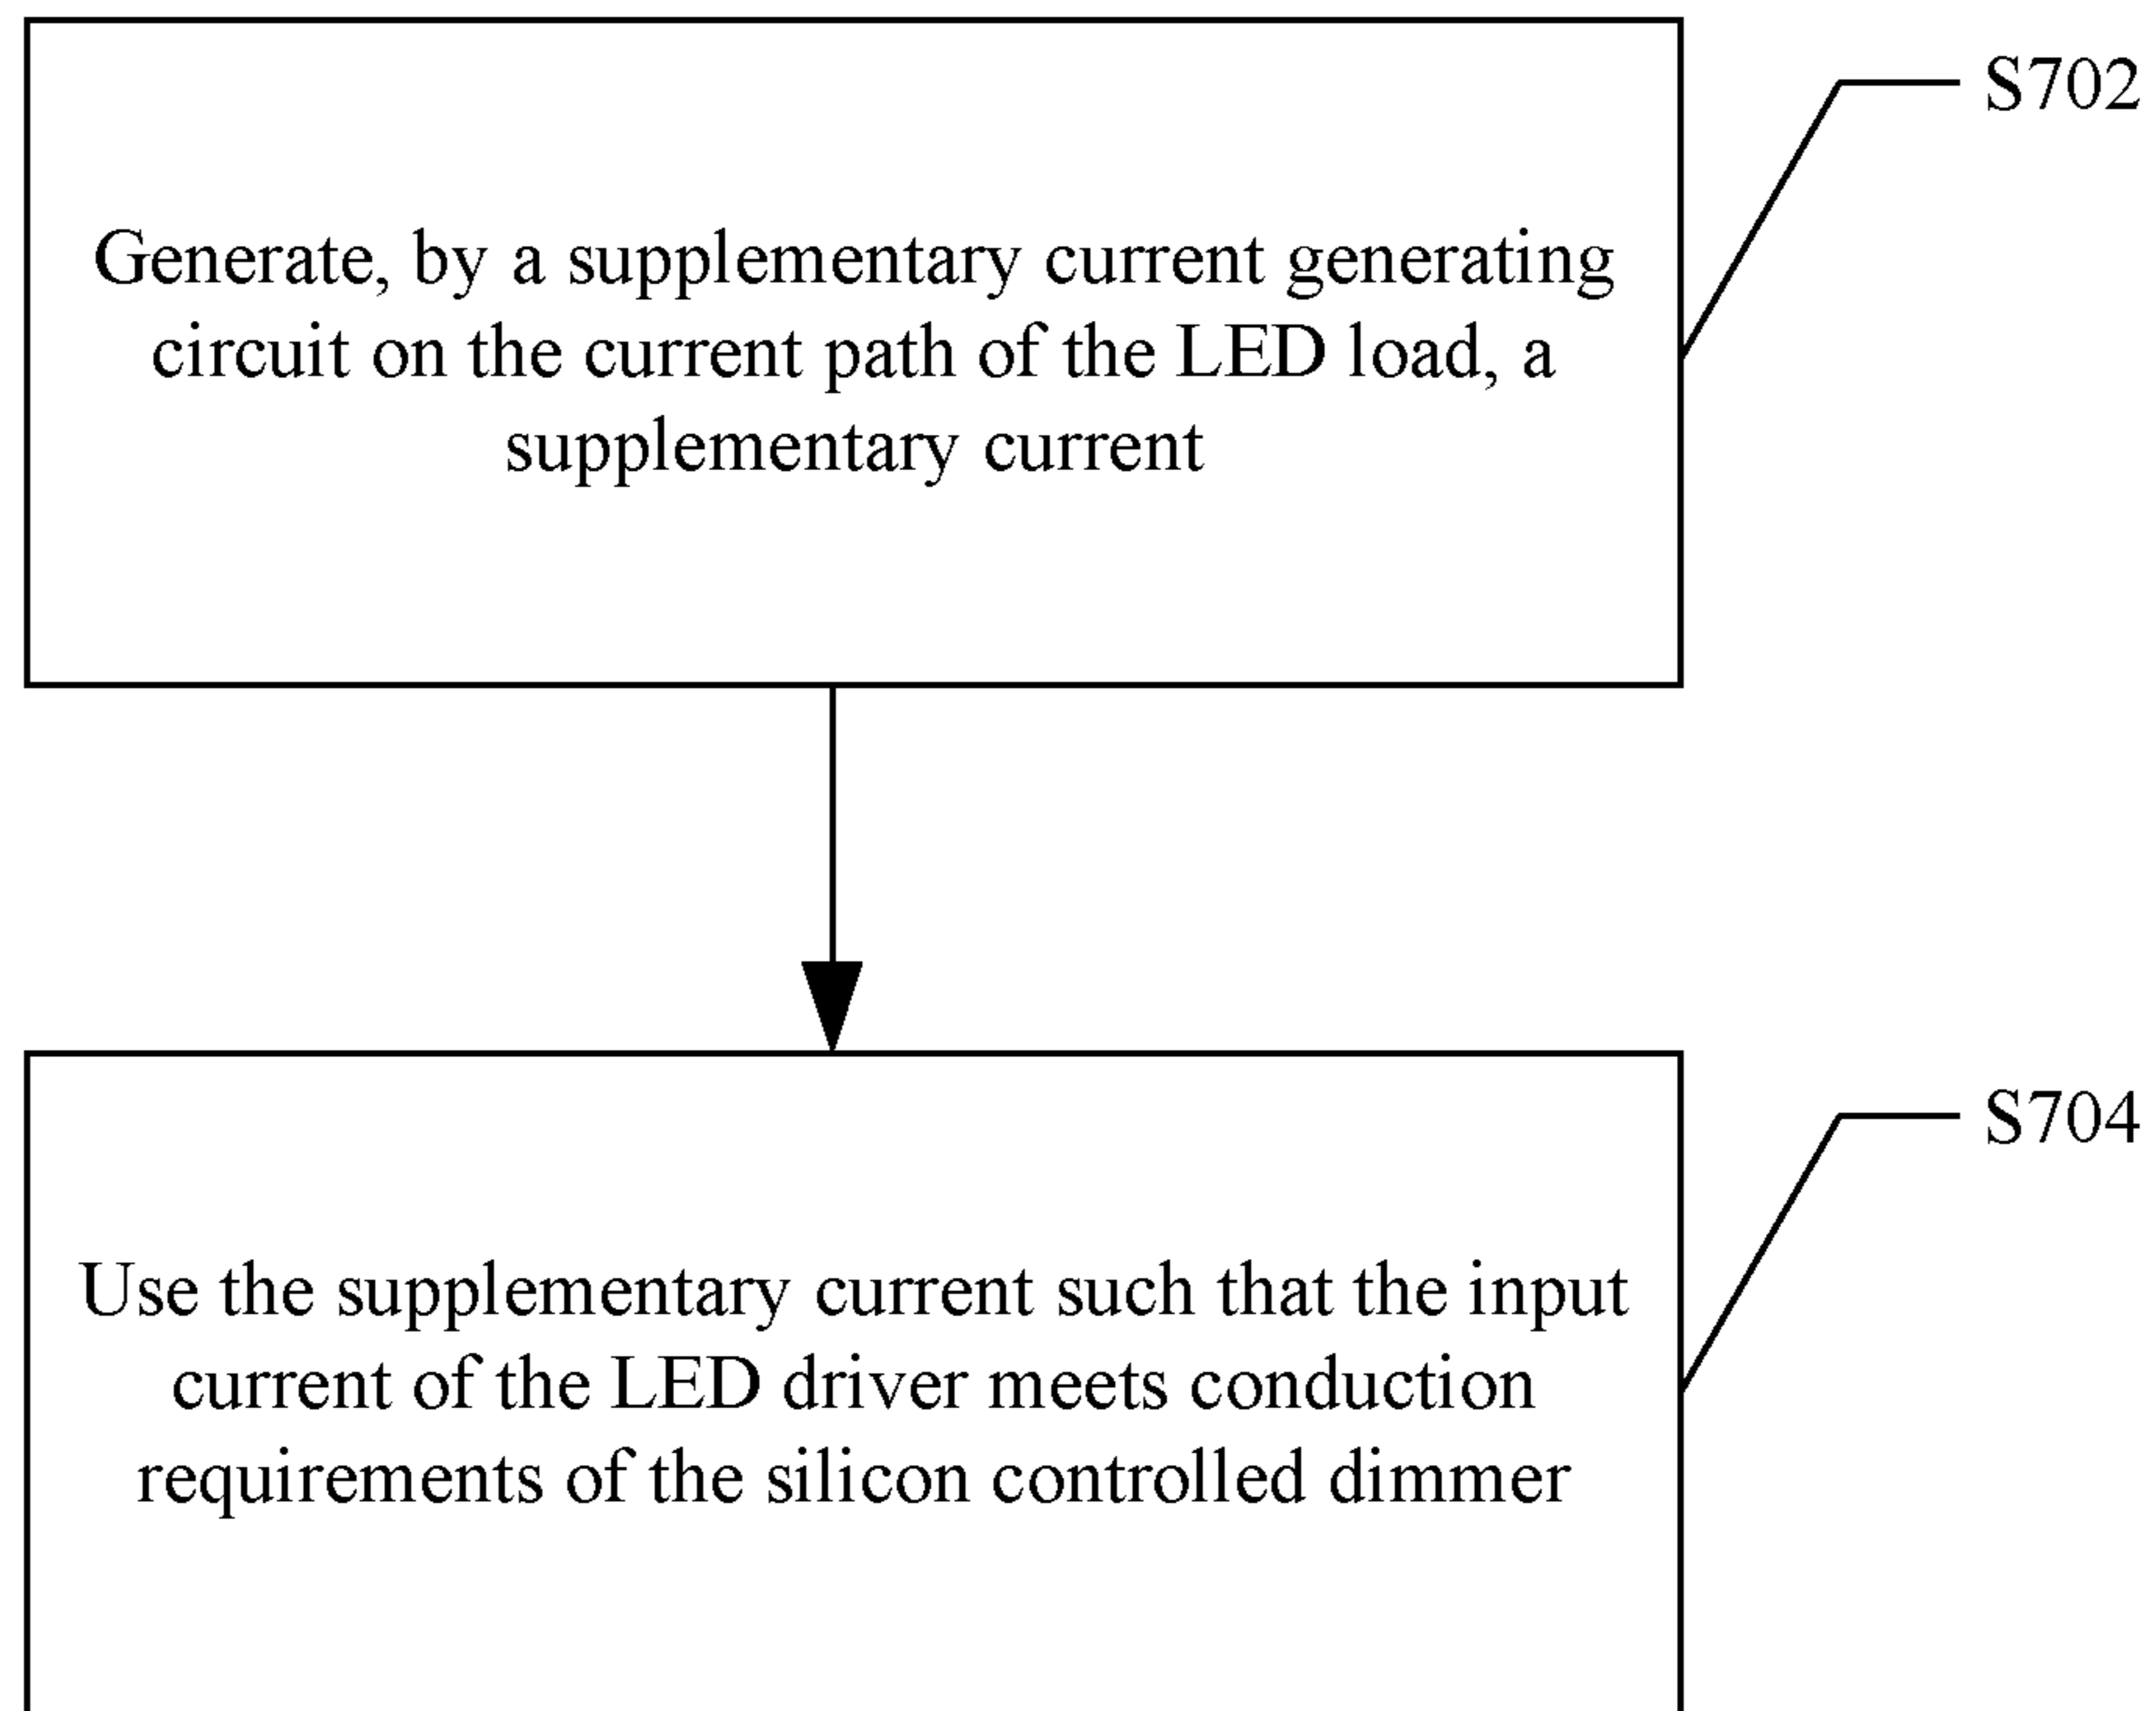 S702
Generate, by a supplementary current generating
circuit on the current path of the LED load, a
supplementary current
S704
Use the supplementary current such that the input
current of the LED driver meets conduction
requirements of the silicon controlled dimmer